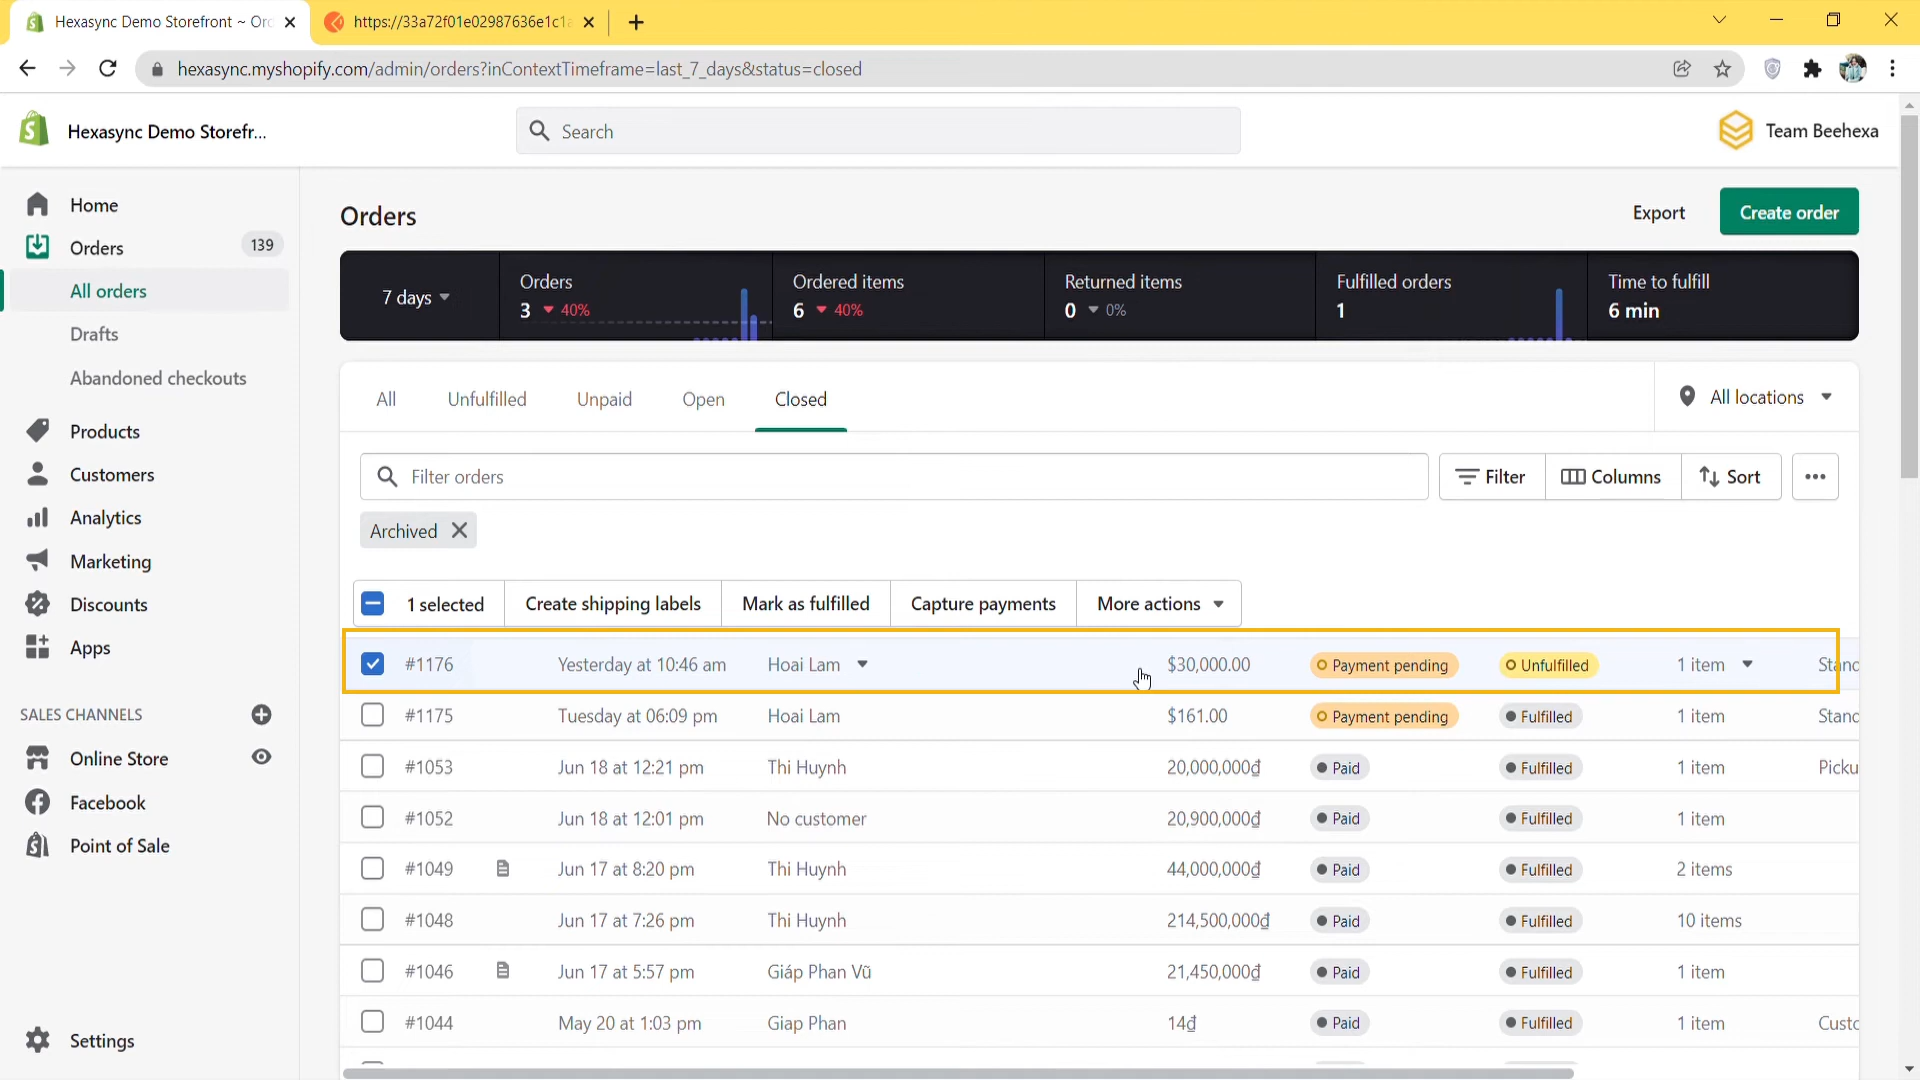 Hexasync Demo Storefront ~ Orc
https://33a72f01e02987636e1c1a
hexasync.myshopify.com/admin/orders?inContextTimeframe=last_7_days&status=closed
Hexasync Demo Storefr...
Search
Team Beehexa
Home
Orders 139
All orders
Drafts
Abandoned checkouts
Products
Customers
Analytics
Marketing
Discounts
Apps
SALES CHANNELS
Online Store
Facebook
Point of Sale
Settings
Orders
Export
Create order
7 days
Orders
3 40%
Ordered items
6 40%
Returned items
0 0%
Fulfilled orders
1
Time to fulfill
6 min
All Unfulfilled Unpaid Open Closed
All locations
Filter orders
Filter Columns Sort
Archived
1 selected Create shipping labels Mark as fulfilled Capture payments More actions
#1176 Yesterday at 10:46 am Hoai Lam $30,000.00 Payment pending Unfulfilled 1 item Stand
#1175 Tuesday at 06:09 pm Hoai Lam $161.00 Payment pending Fulfilled 1 item Stand
#1053 Jun 18 at 12:21 pm Thi Huynh 20,000,000₫ Paid Fulfilled 1 item Picku
#1052 Jun 18 at 12:01 pm No customer 20,900,000₫ Paid Fulfilled 1 item
#1049 Jun 17 at 8:20 pm Thi Huynh 44,000,000₫ Paid Fulfilled 2 items
#1048 Jun 17 at 7:26 pm Thi Huynh 214,500,000₫ Paid Fulfilled 10 items
#1046 Jun 17 at 5:57 pm Giáp Phan Vũ 21,450,000₫ Paid Fulfilled 1 item
#1044 May 20 at 1:03 pm Giap Phan 14₫ Paid Fulfilled 1 item Custo